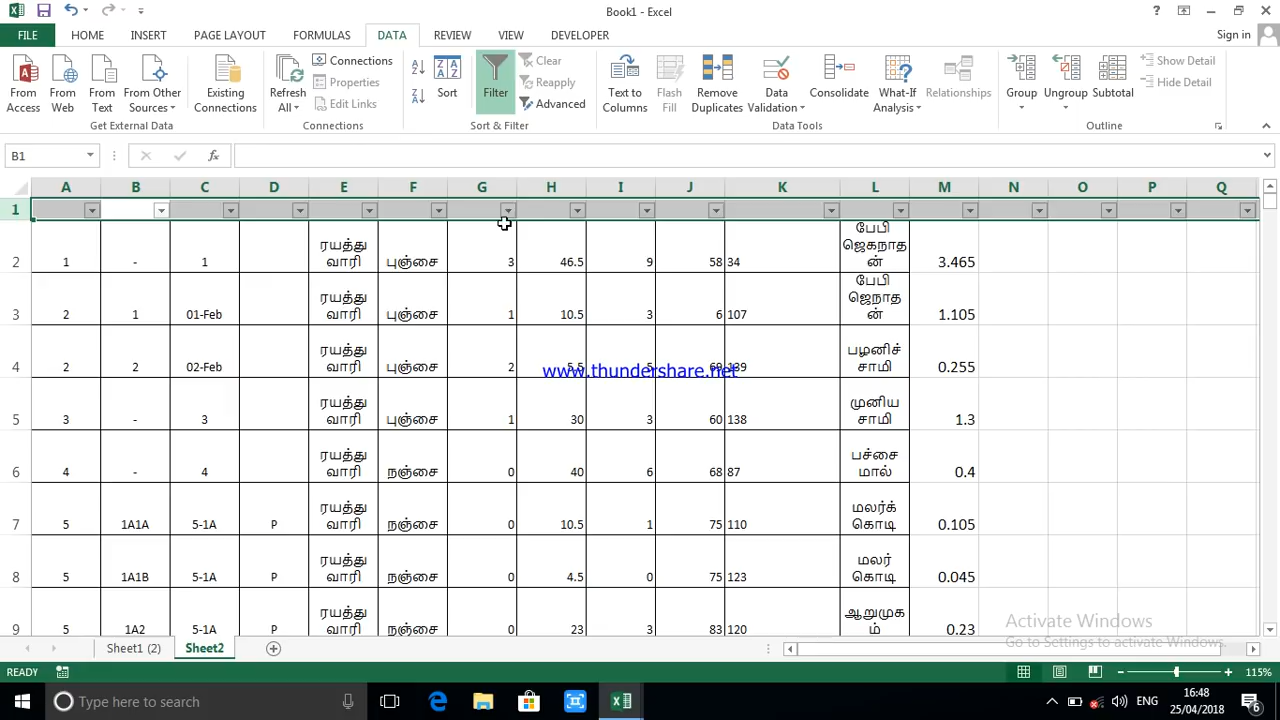 Book1 - Excel
?
FILE HOME INSERT PAGE LAYOUT FORMULAS DATA REVIEW VIEW DEVELOPER Sign in
From Access
From Web
From Text
From Other Sources
Existing Connections
Refresh All
Connections
Properties
Edit Links
Sort
Filter
Clear
Reapply
Advanced
Text to Columns
Flash Fill
Remove Duplicates
Data Validation
Consolidate
What-If Analysis
Relationships
Group
Ungroup
Subtotal
Show Detail
Hide Detail
Get External Data Connections Sort & Filter Data Tools Outline
B1 fx
A B C D E F G H I J K L M N O P Q
1
2 1 - 1 ரயத்து வாரி புஞ்சை 3 46.5 9 58 34 பேபி ஜெகநாத ன் 3.465
3 2 1 01-Feb ரயத்து வாரி புஞ்சை 1 10.5 3 6 107 பேபி ஜெநாத ன் 1.105
4 2 2 02-Feb ரயத்து வாரி புஞ்சை 2 5.5 5 69 139 பழனிச் சாமி 0.255
www.thundershare.net
5 3 - 3 ரயத்து வாரி புஞ்சை 1 30 3 60 138 முனிய சாமி 1.3
6 4 - 4 ரயத்து வாரி நஞ்சை 0 40 6 68 87 பச்சை மால் 0.4
7 5 1A1A 5-1A P ரயத்து வாரி நஞ்சை 0 10.5 1 75 110 மலர்க் கொடி 0.105
8 5 1A1B 5-1A P ரயத்து வாரி நஞ்சை 0 4.5 0 75 123 மலர் கொடி 0.045
9 5 1A2 5-1A P ரயத்து வாரி நஞ்சை 0 23 3 83 120 ஆறுமுக ம் 0.23
Activate Windows
Go to Settings to activate Windows.
Sheet1 (2) Sheet2
READY 115%
Type here to search
ENG
16:48
25/04/2018
6